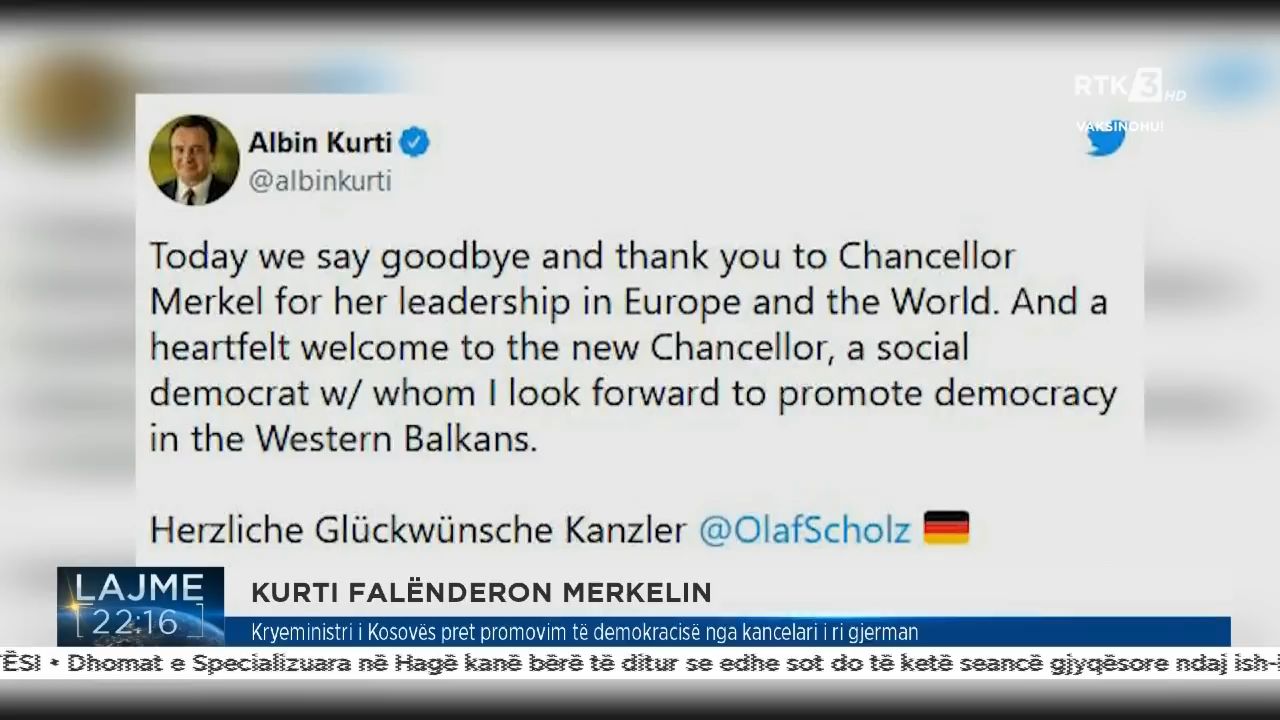 RTK 3 HD
VAKSINOHU!
Albin Kurti
@albinkurti
Today we say goodbye and thank you to Chancellor
Merkel for her leadership in Europe and the World. And a
heartfelt welcome to the new Chancellor, a social
democrat w/ whom I look forward to promote democracy
in the Western Balkans.
Herzliche Glückwünsche Kanzler @OlafScholz
LAJME
22:16
KURTI FALËNDERON MERKELIN
Kryeministri i Kosovës pret promovim të demokracisë nga kancelari i ri gjerman
• Dhomat e Specializuara në Hagë kanë bërë të ditur se edhe sot do të ketë seancë gjyqësore ndaj ish-